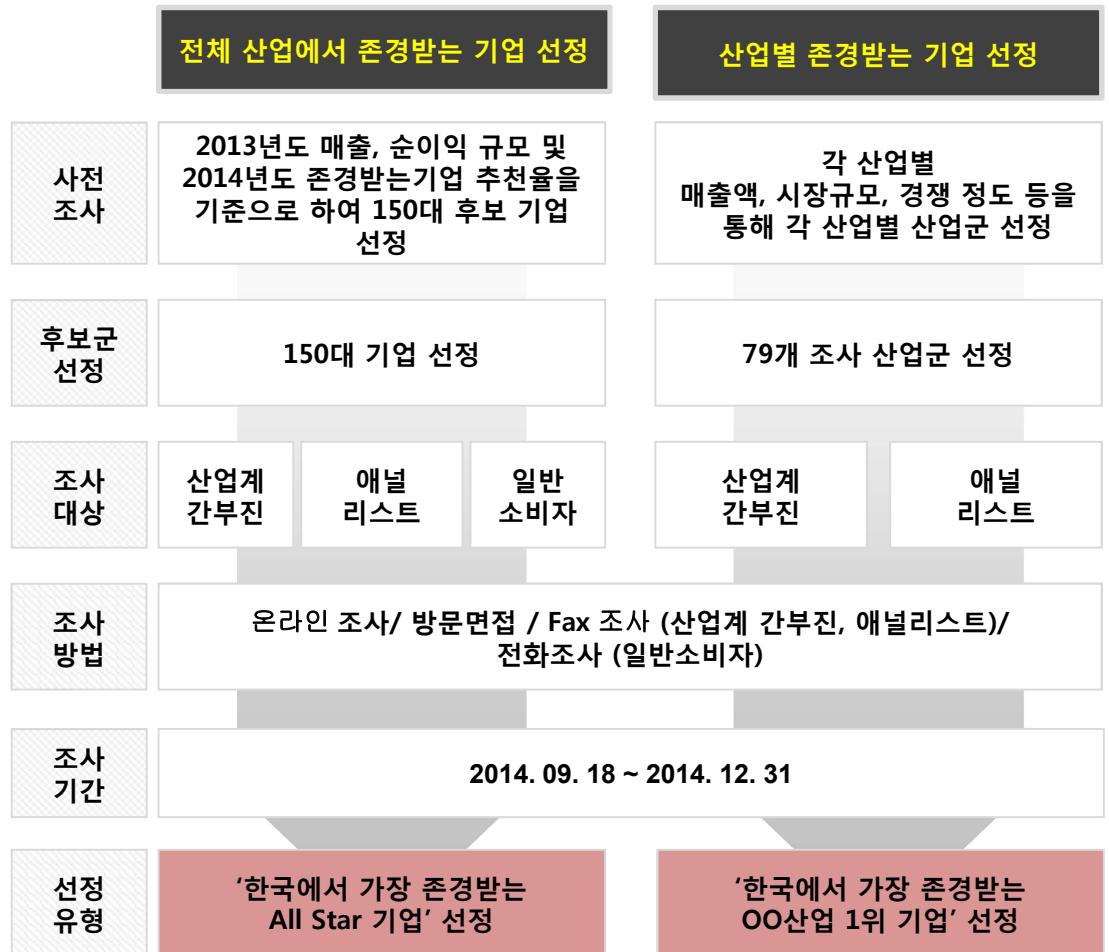 전체 산업에서 존경받는 기업 선정
산업별 존경받는 기업 선정
사전
조사
2013년도 매출, 순이익 규모 및
2014년도 존경받는기업 추천율을
기준으로 하여 150대 후보 기업
선정
각 산업별
매출액, 시장규모, 경쟁 정도 등을
통해 각 산업별 산업군 선정
후보군
선정
150대 기업 선정
79개 조사 산업군 선정
조사
대상
산업계
간부진
애널
리스트
일반
소비자
산업계
간부진
애널
리스트
조사
방법
온라인 조사/ 방문면접 / Fax 조사 (산업계 간부진, 애널리스트)/
전화조사 (일반소비자)
조사
기간
2014. 09. 18 ~ 2014. 12. 31
선정
유형
‘한국에서 가장 존경받는
All Star 기업’ 선정
‘한국에서 가장 존경받는
OO산업 1위 기업’ 선정